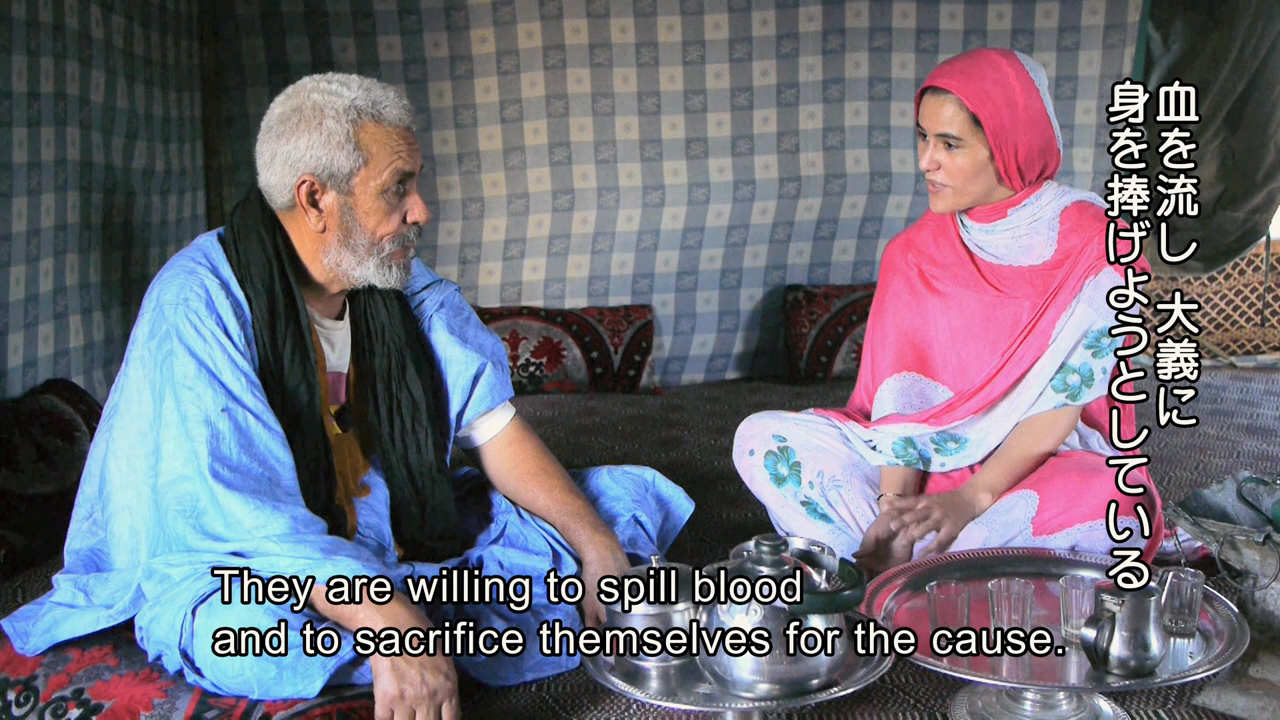 血を流し 大義に
身を捧げようとしている
They are willing to spill blood
and to sacrifice themselves for the cause.